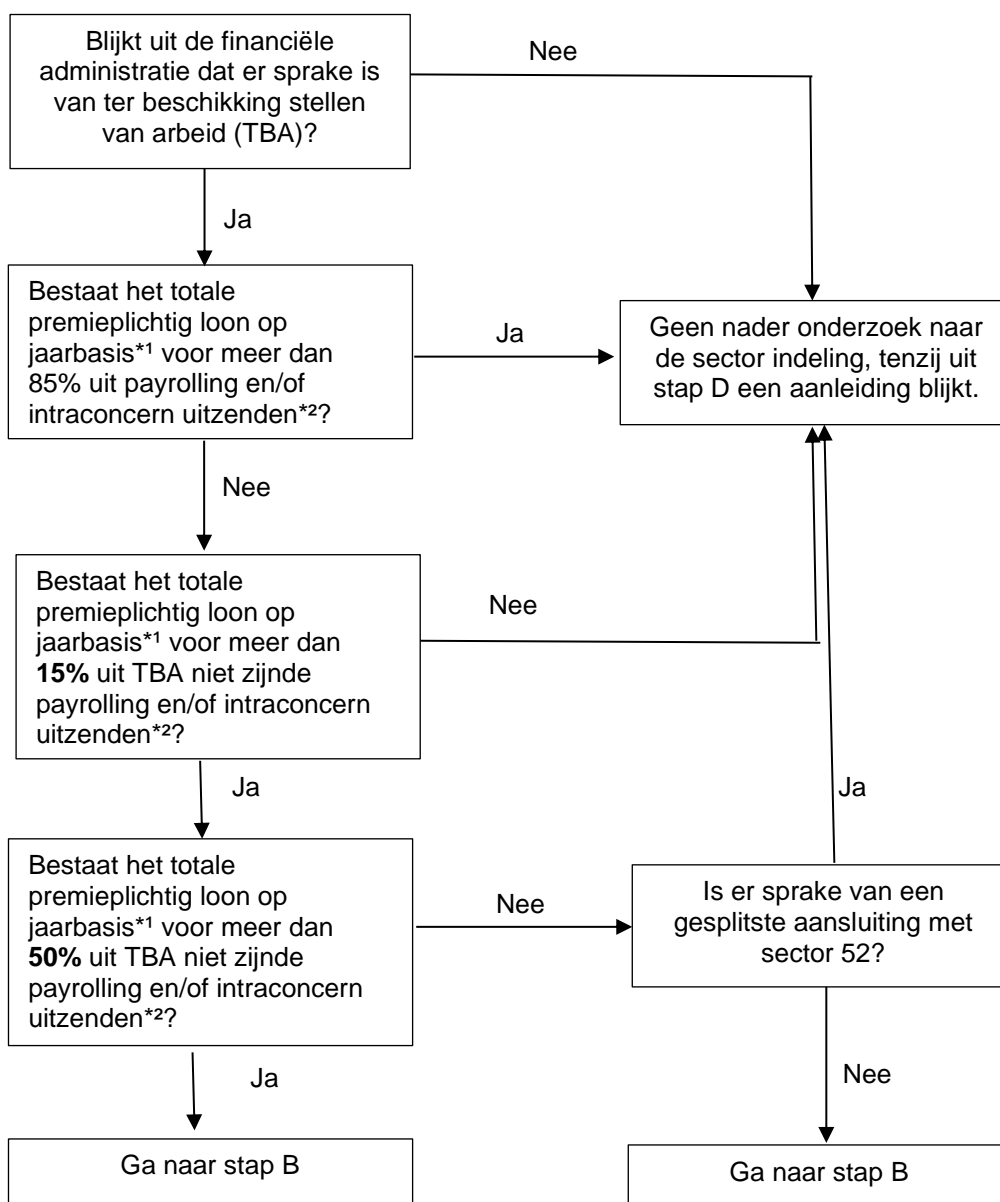 Blijkt uit de financiële
administratie dat er sprake is
van ter beschikking stellen
van arbeid (TBA)?
Nee
Ja
Bestaat het totale
premieplichtig loon op
jaarbasis*¹ voor meer dan
85% uit payrolling en/of
intraconcern uitzenden*²?
Ja
Geen nader onderzoek naar
de sector indeling, tenzij uit
stap D een aanleiding blijkt.
Nee
Bestaat het totale
premieplichtig loon op
jaarbasis*¹ voor meer dan
15% uit TBA niet zijnde
payrolling en/of intraconcern
uitzenden*²?
Nee
Ja
Ja
Bestaat het totale
premieplichtig loon op
jaarbasis*¹ voor meer dan
50% uit TBA niet zijnde
payrolling en/of intraconcern
uitzenden*²?
Nee
Is er sprake van een
gesplitste aansluiting met
sector 52?
Ja
Nee
Ga naar stap B
Ga naar stap B